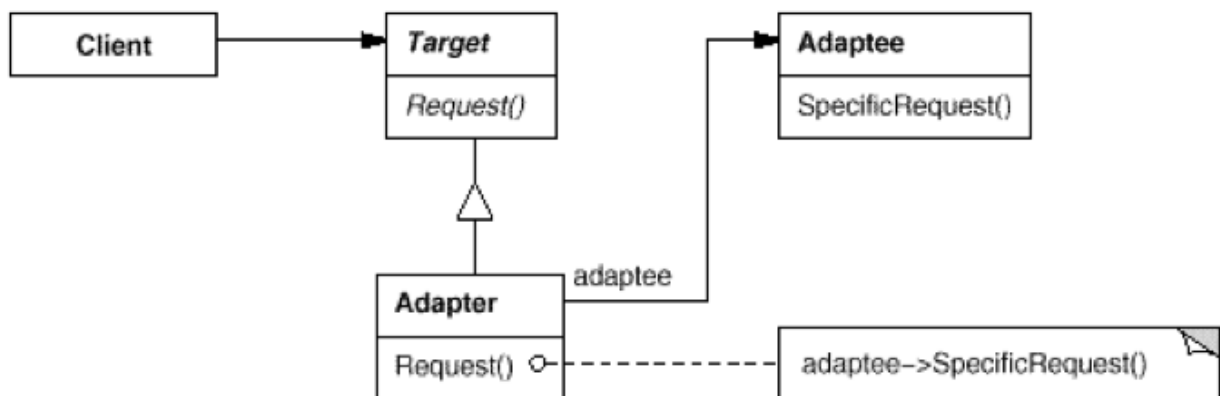 Client
Target
Request()
Adaptee
SpecificRequest()
adaptee
Adapter
Request()
adaptee->SpecificRequest()